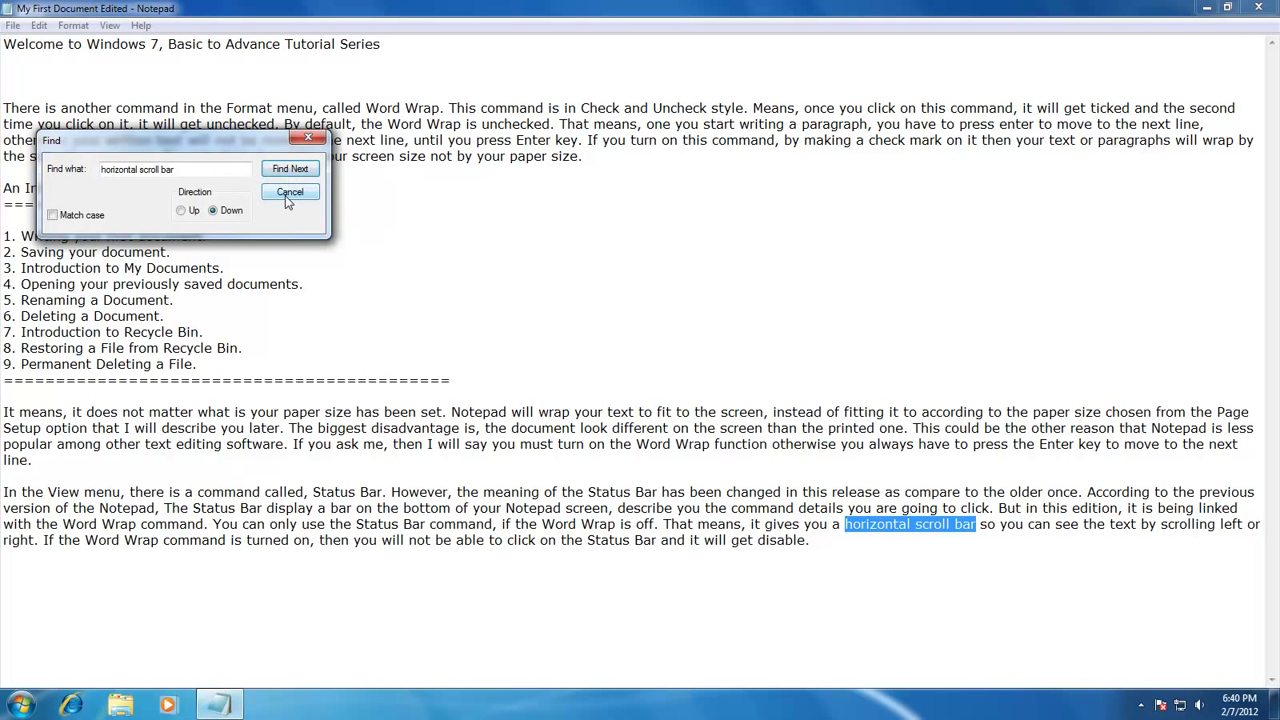 My First Document Edited - Notepad
File Edit Format View Help
Welcome to Windows 7, Basic to Advance Tutorial Series
There is another command in the Format menu, called Word Wrap. This command is in Check and Uncheck style. Means, once you click on this command, it will get ticked and the second
time you click on it, it will get unchecked. By default, the Word Wrap is unchecked. That means, one you start writing a paragraph, you have to press enter to move to the next line,
other e next line, until you press Enter key. If you turn on this command, by making a check mark on it then your text or paragraphs will wrap by
the s ur screen size not by your paper size.
Find
Find what: horizontal scroll bar Find Next
Direction Cancel
Match case Up Down
An In
1. Writing your first document.
2. Saving your document.
3. Introduction to My Documents.
4. Opening your previously saved documents.
5. Renaming a Document.
6. Deleting a Document.
7. Introduction to Recycle Bin.
8. Restoring a File from Recycle Bin.
9. Permanent Deleting a File.
===========================================
It means, it does not matter what is your paper size has been set. Notepad will wrap your text to fit to the screen, instead of fitting it to according to the paper size chosen from the Page
Setup option that I will describe you later. The biggest disadvantage is, the document look different on the screen than the printed one. This could be the other reason that Notepad is less
popular among other text editing software. If you ask me, then I will say you must turn on the Word Wrap function otherwise you always have to press the Enter key to move to the next
line.
In the View menu, there is a command called, Status Bar. However, the meaning of the Status Bar has been changed in this release as compare to the older once. According to the previous
version of the Notepad, The Status Bar display a bar on the bottom of your Notepad screen, describe you the command details you are going to click. But in this edition, it is being linked
with the Word Wrap command. You can only use the Status Bar command, if the Word Wrap is off. That means, it gives you a horizontal scroll bar so you can see the text by scrolling left or
right. If the Word Wrap command is turned on, then you will not be able to click on the Status Bar and it will get disable.
6:40 PM
2/7/2012